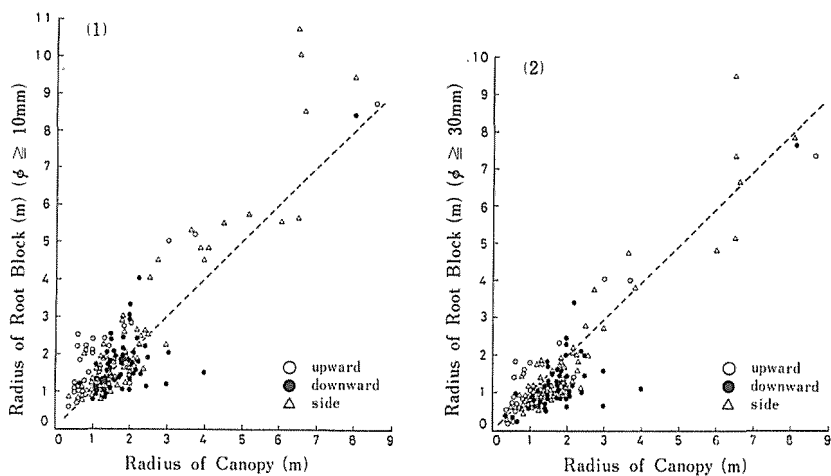 (1)
11
10
9
8
7
6
5
4
3
2
1
0
Radius of Root Block (m) (φ ≧ 10mm)
○ upward
● downward
△ side
0 1 2 3 4 5 6 7 8 9
Radius of Canopy (m)
(2)
.10
9
8
7
6
5
4
3
2
1
0
Radius of Root Block (m) (φ ≧ 30mm)
○ upward
● downward
△ side
0 1 2 3 4 5 6 7 8 9
Radius of Canopy (m)